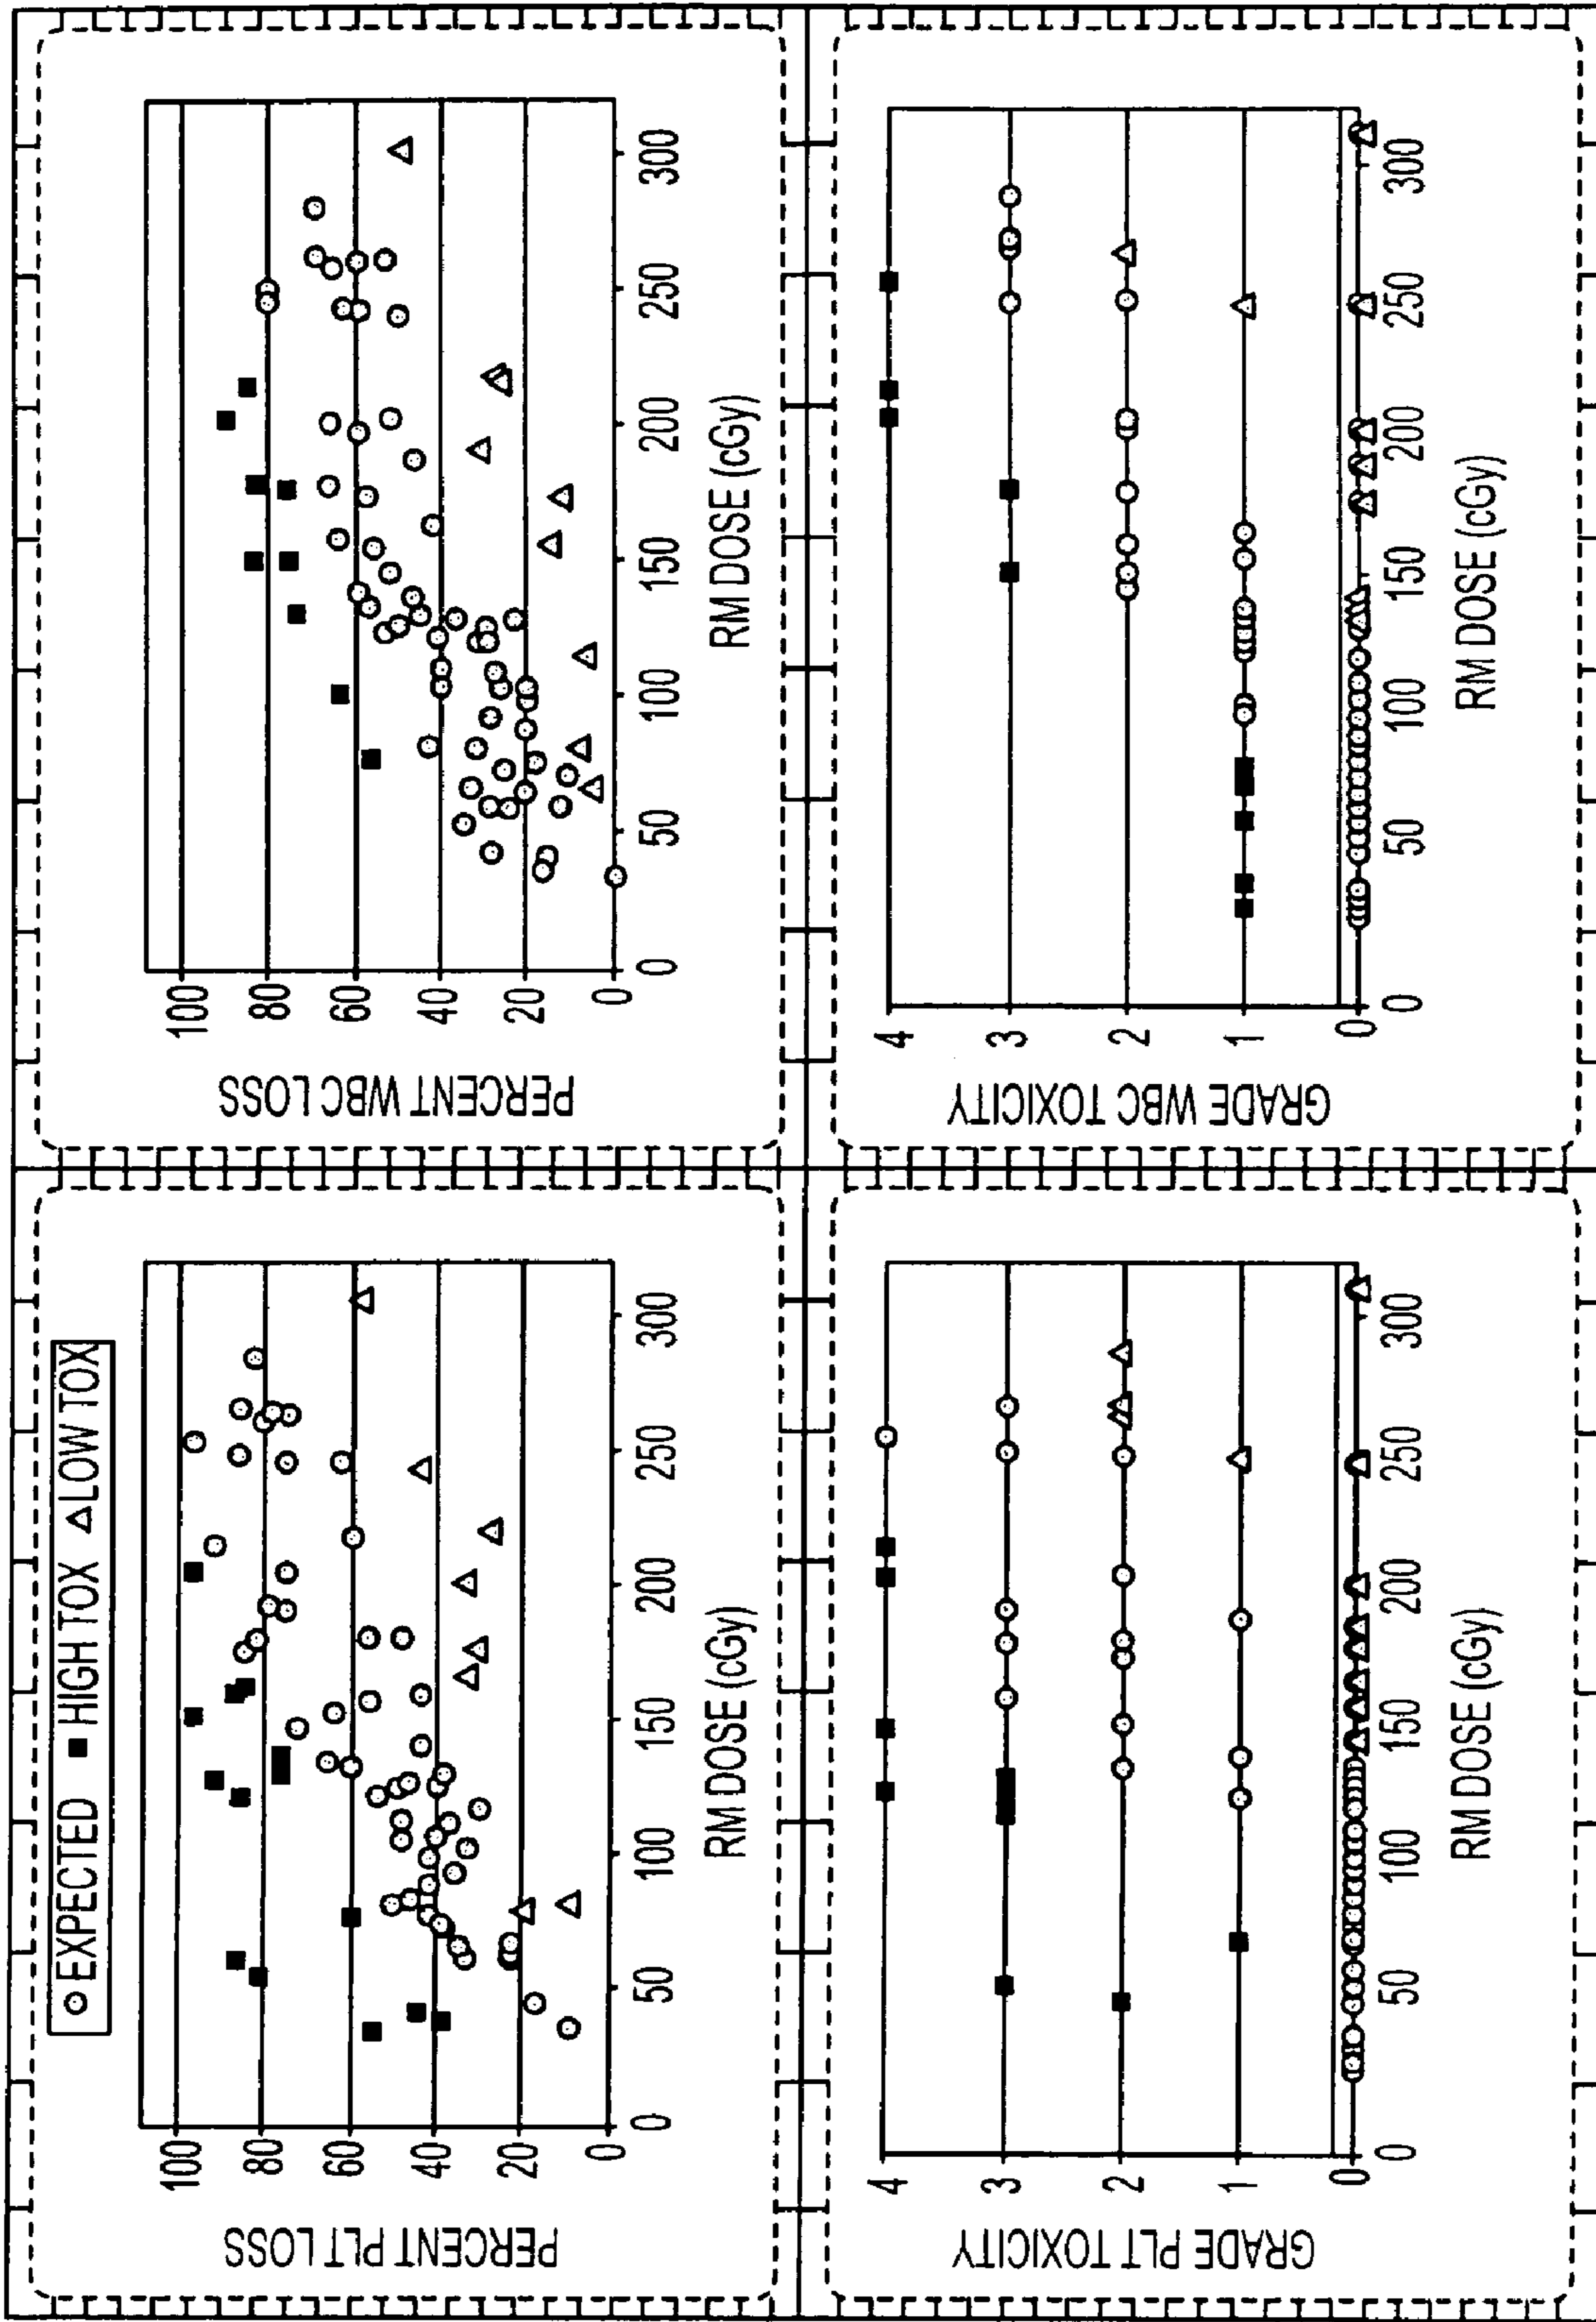 ○ EXPECTED ■ HIGH TOX △ LOW TOX
PERCENT PLT LOSS
100
80
60
40
20
0
0 50 100 150 200 250 300
RM DOSE (cGy)
PERCENT WBC LOSS
100
80
60
40
20
0
0 50 100 150 200 250 300
RM DOSE (cGy)
GRADE PLT TOXICITY
4
3
2
1
0
0 50 100 150 200 250 300
RM DOSE (cGy)
GRADE WBC TOXICITY
4
3
2
1
0
0 50 100 150 200 250 300
RM DOSE (cGy)